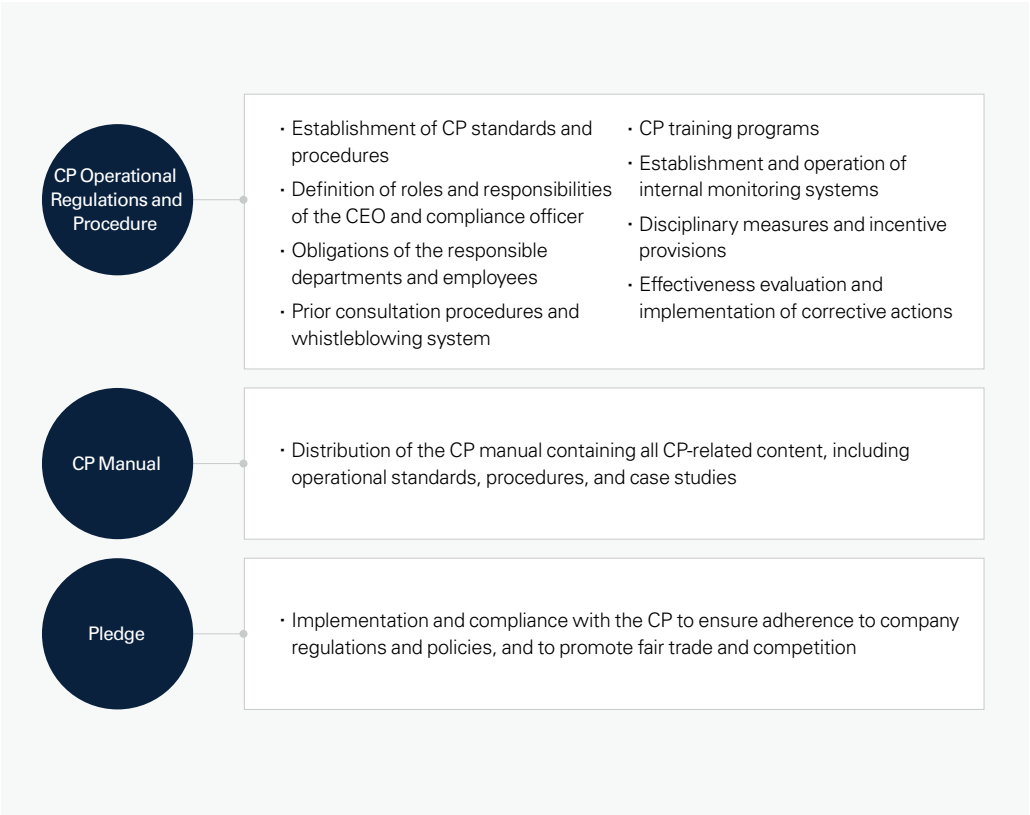 CP Operational
Regulations and
Procedure
· Establishment of CP standards and
procedures
· Definition of roles and responsibilities
of the CEO and compliance officer
· Obligations of the responsible
departments and employees
· Prior consultation procedures and
whistleblowing system
· CP training programs
· Establishment and operation of
internal monitoring systems
· Disciplinary measures and incentive
provisions
· Effectiveness evaluation and
implementation of corrective actions
CP Manual
· Distribution of the CP manual containing all CP-related content, including
operational standards, procedures, and case studies
Pledge
· Implementation and compliance with the CP to ensure adherence to company
regulations and policies, and to promote fair trade and competition